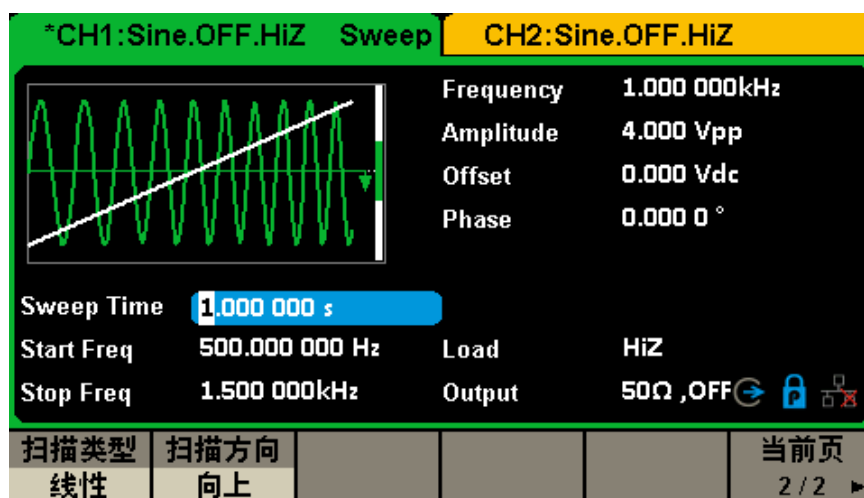 *CH1:Sine.OFF.HiZ Sweep CH2:Sine.OFF.HiZ
Frequency 1.000 000kHz
Amplitude 4.000 Vpp
Offset 0.000 Vdc
Phase 0.000 0 °
Sweep Time 1.000 000 s
Start Freq 500.000 000 Hz Load HiZ
Stop Freq 1.500 000kHz Output 50Ω ,OFF P
扫描类型 扫描方向 当前页
线性 向上 2 / 2